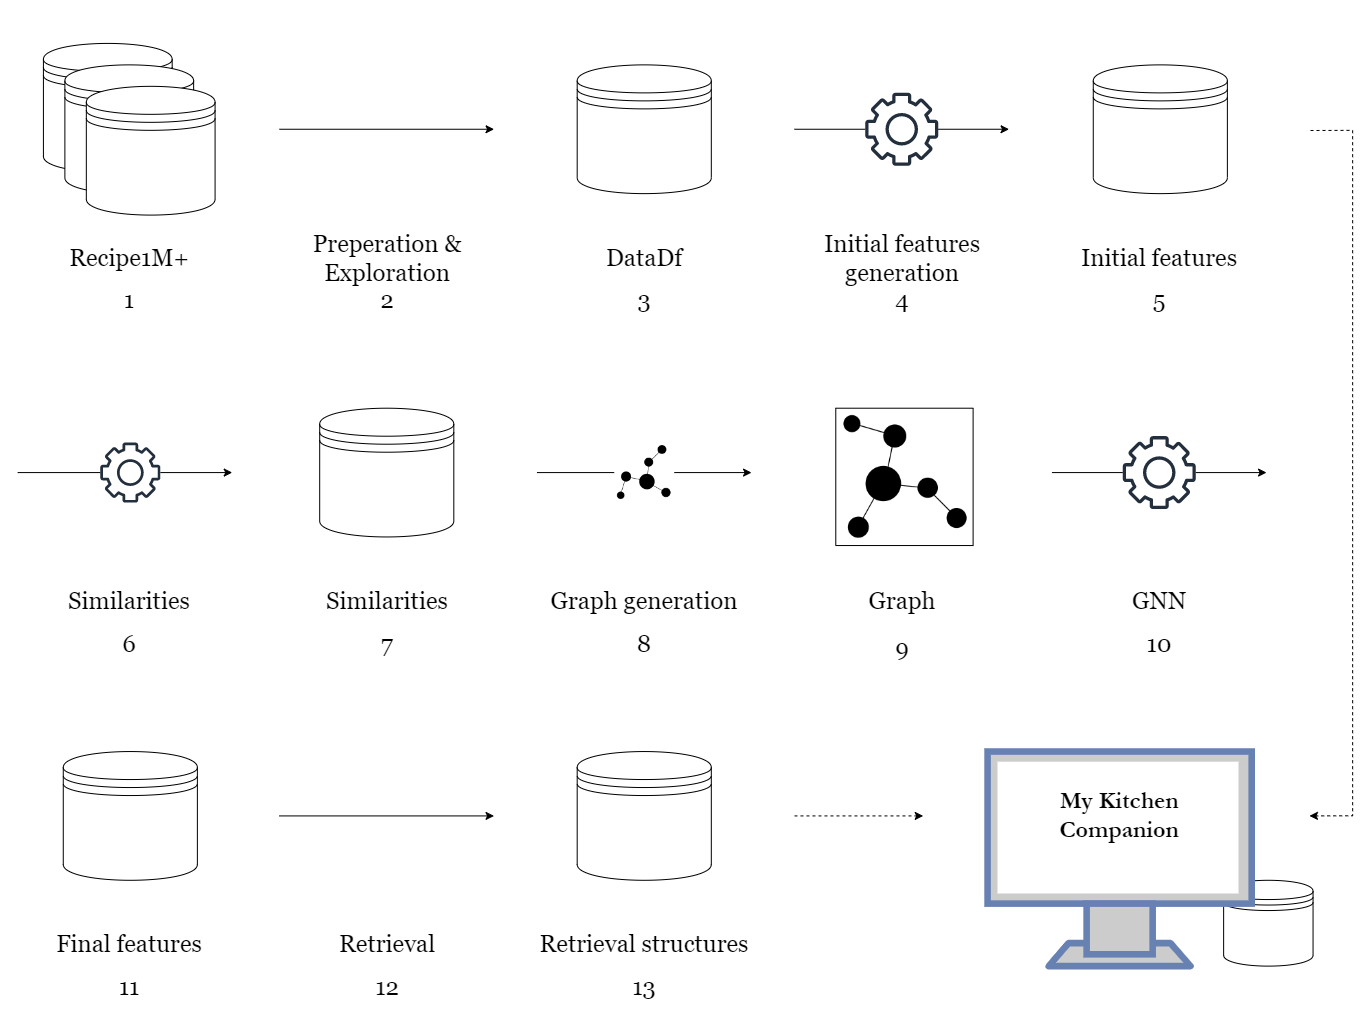 Recipe1M+
1
Preperation &
Exploration
2
DataDf
3
Initial features
generation
4
Initial features
5
Similarities
6
Similarities
7
Graph generation
8
Graph
9
GNN
10
Final features
11
Retrieval
12
Retrieval structures
13
My Kitchen
Companion